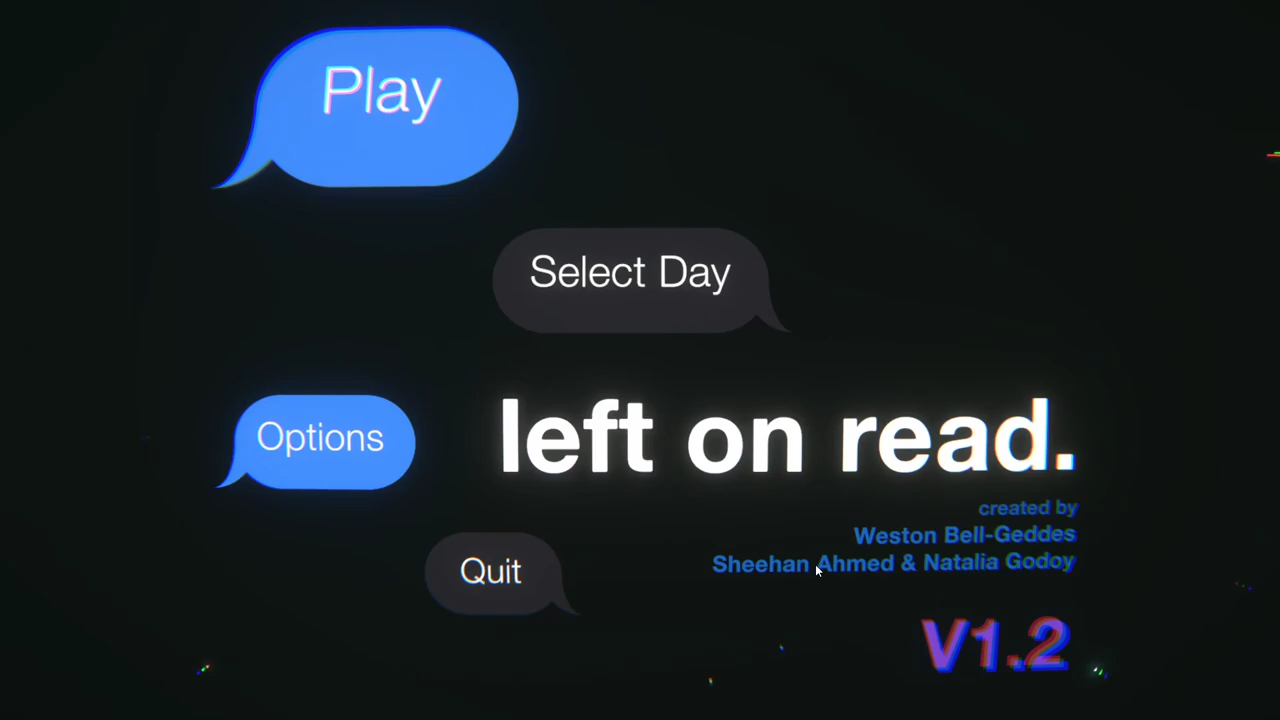 Play
Select Day
Options
left on read.
created by
Weston Bell-Geddes
Sheehan Ahmed & Natalia Godoy
Quit
V1.2